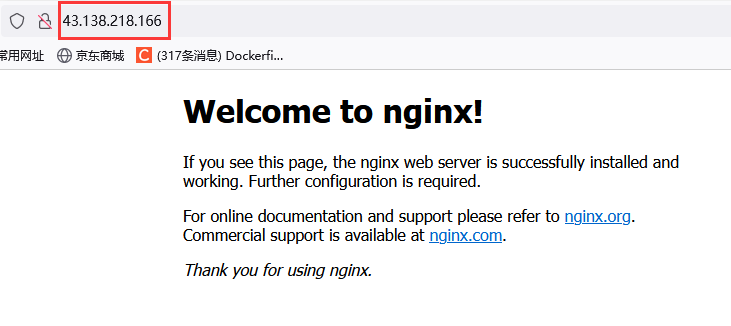 43.138.218.166
常用网址 京东商城 C (317条消息) Dockerfi...
Welcome to nginx!
If you see this page, the nginx web server is successfully installed and
working. Further configuration is required.
For online documentation and support please refer to nginx.org.
Commercial support is available at nginx.com.
Thank you for using nginx.